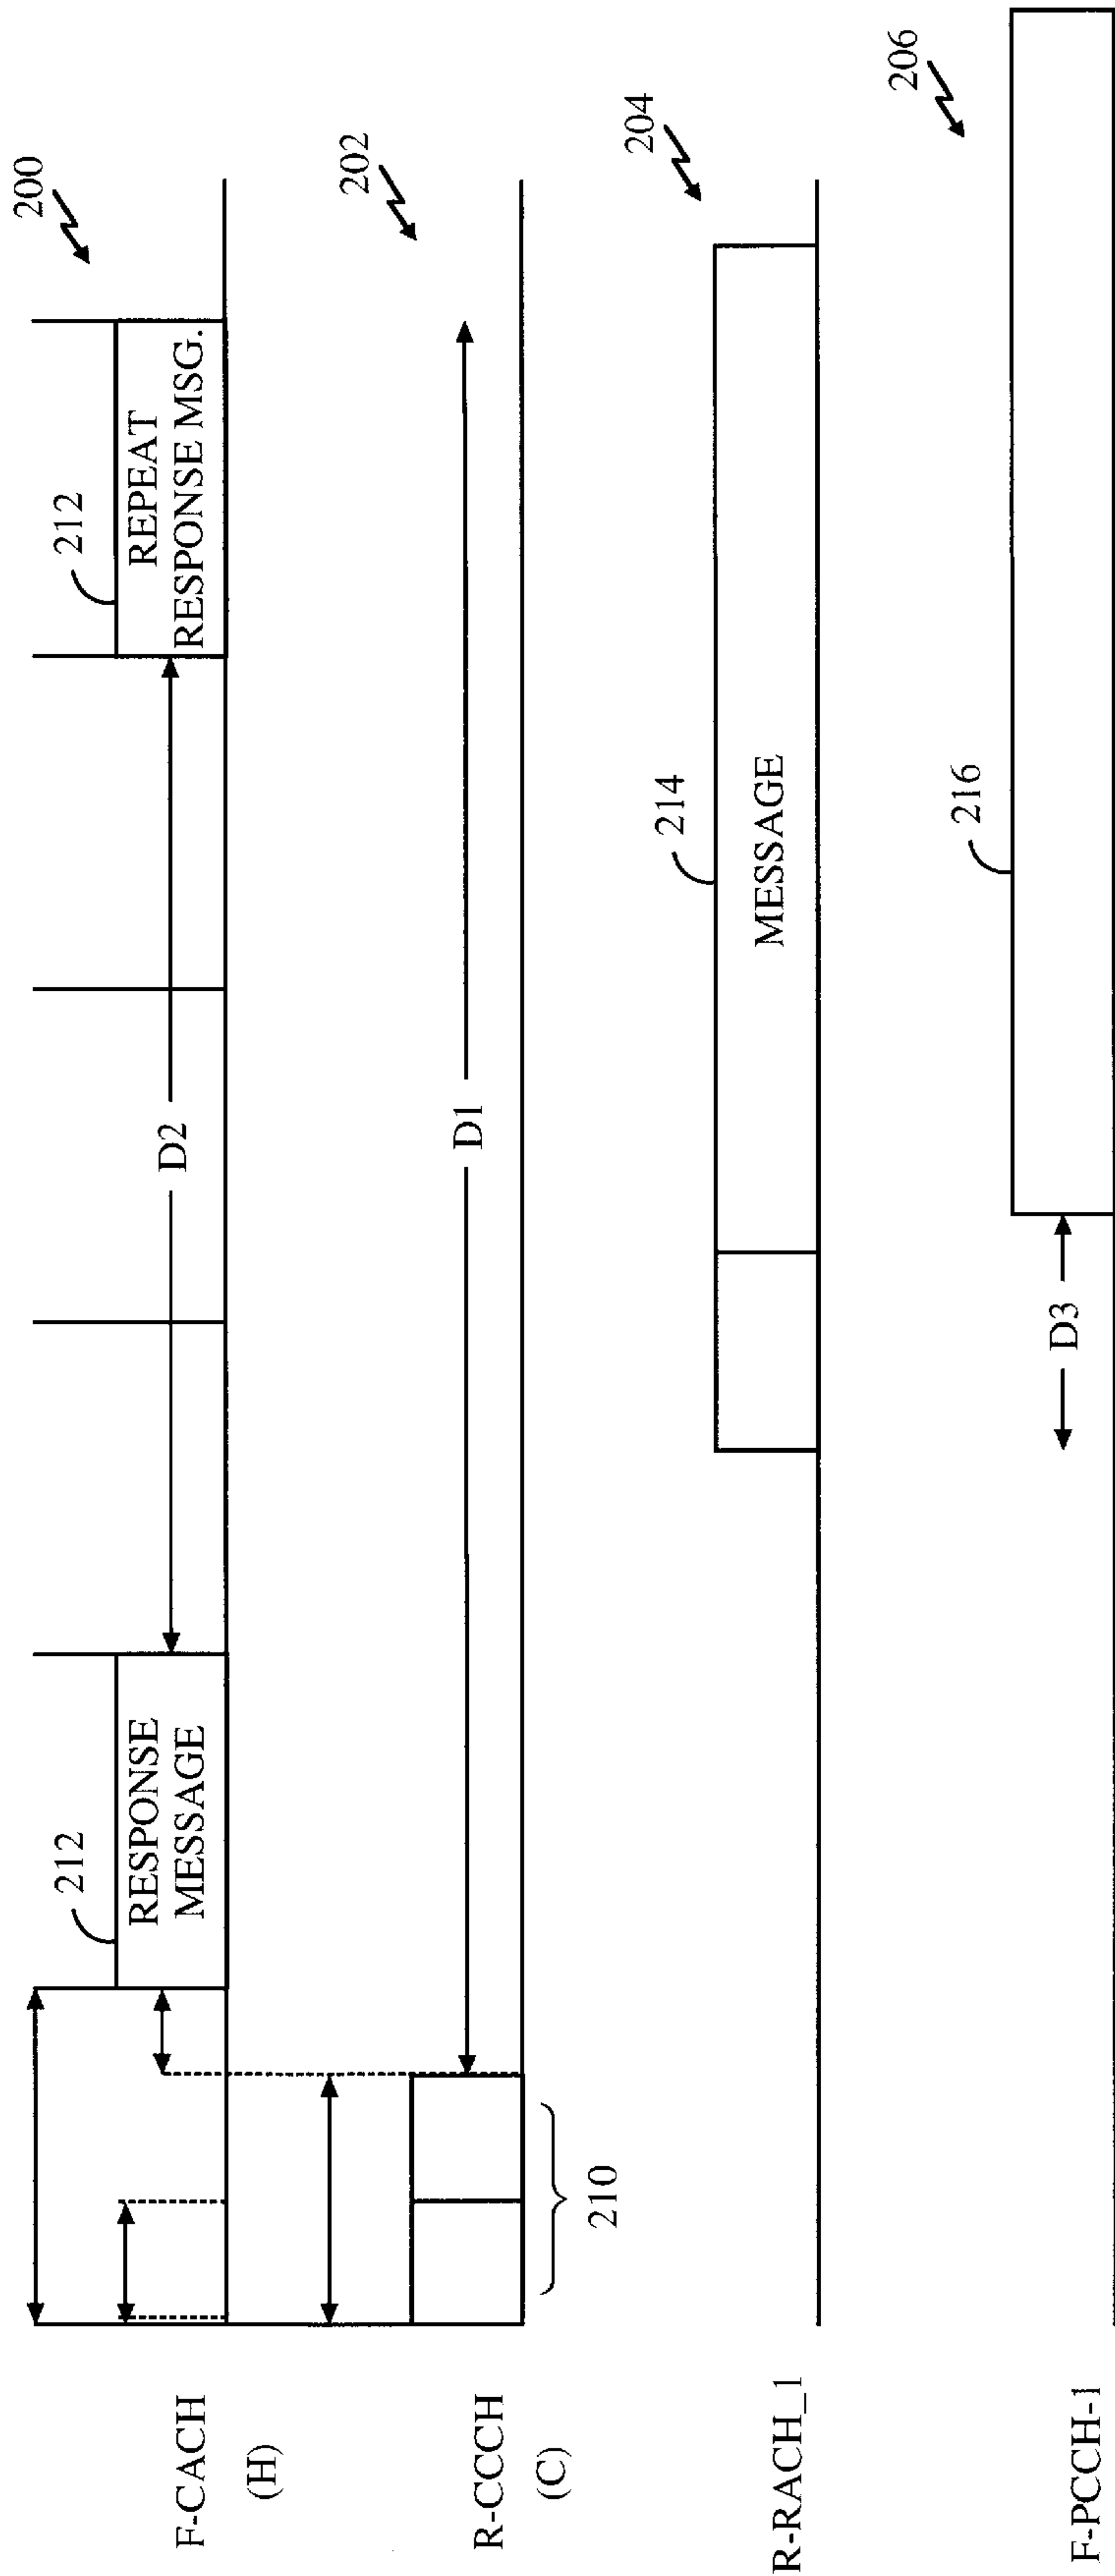 200
212
RESPONSE
MESSAGE
D2
212
REPEAT
RESPONSE MSG.
F-CACH
(H)
202
D1
210
R-CCCH
(C)
204
214
MESSAGE
R-RACH_1
206
216
D3
F-PCCH-1